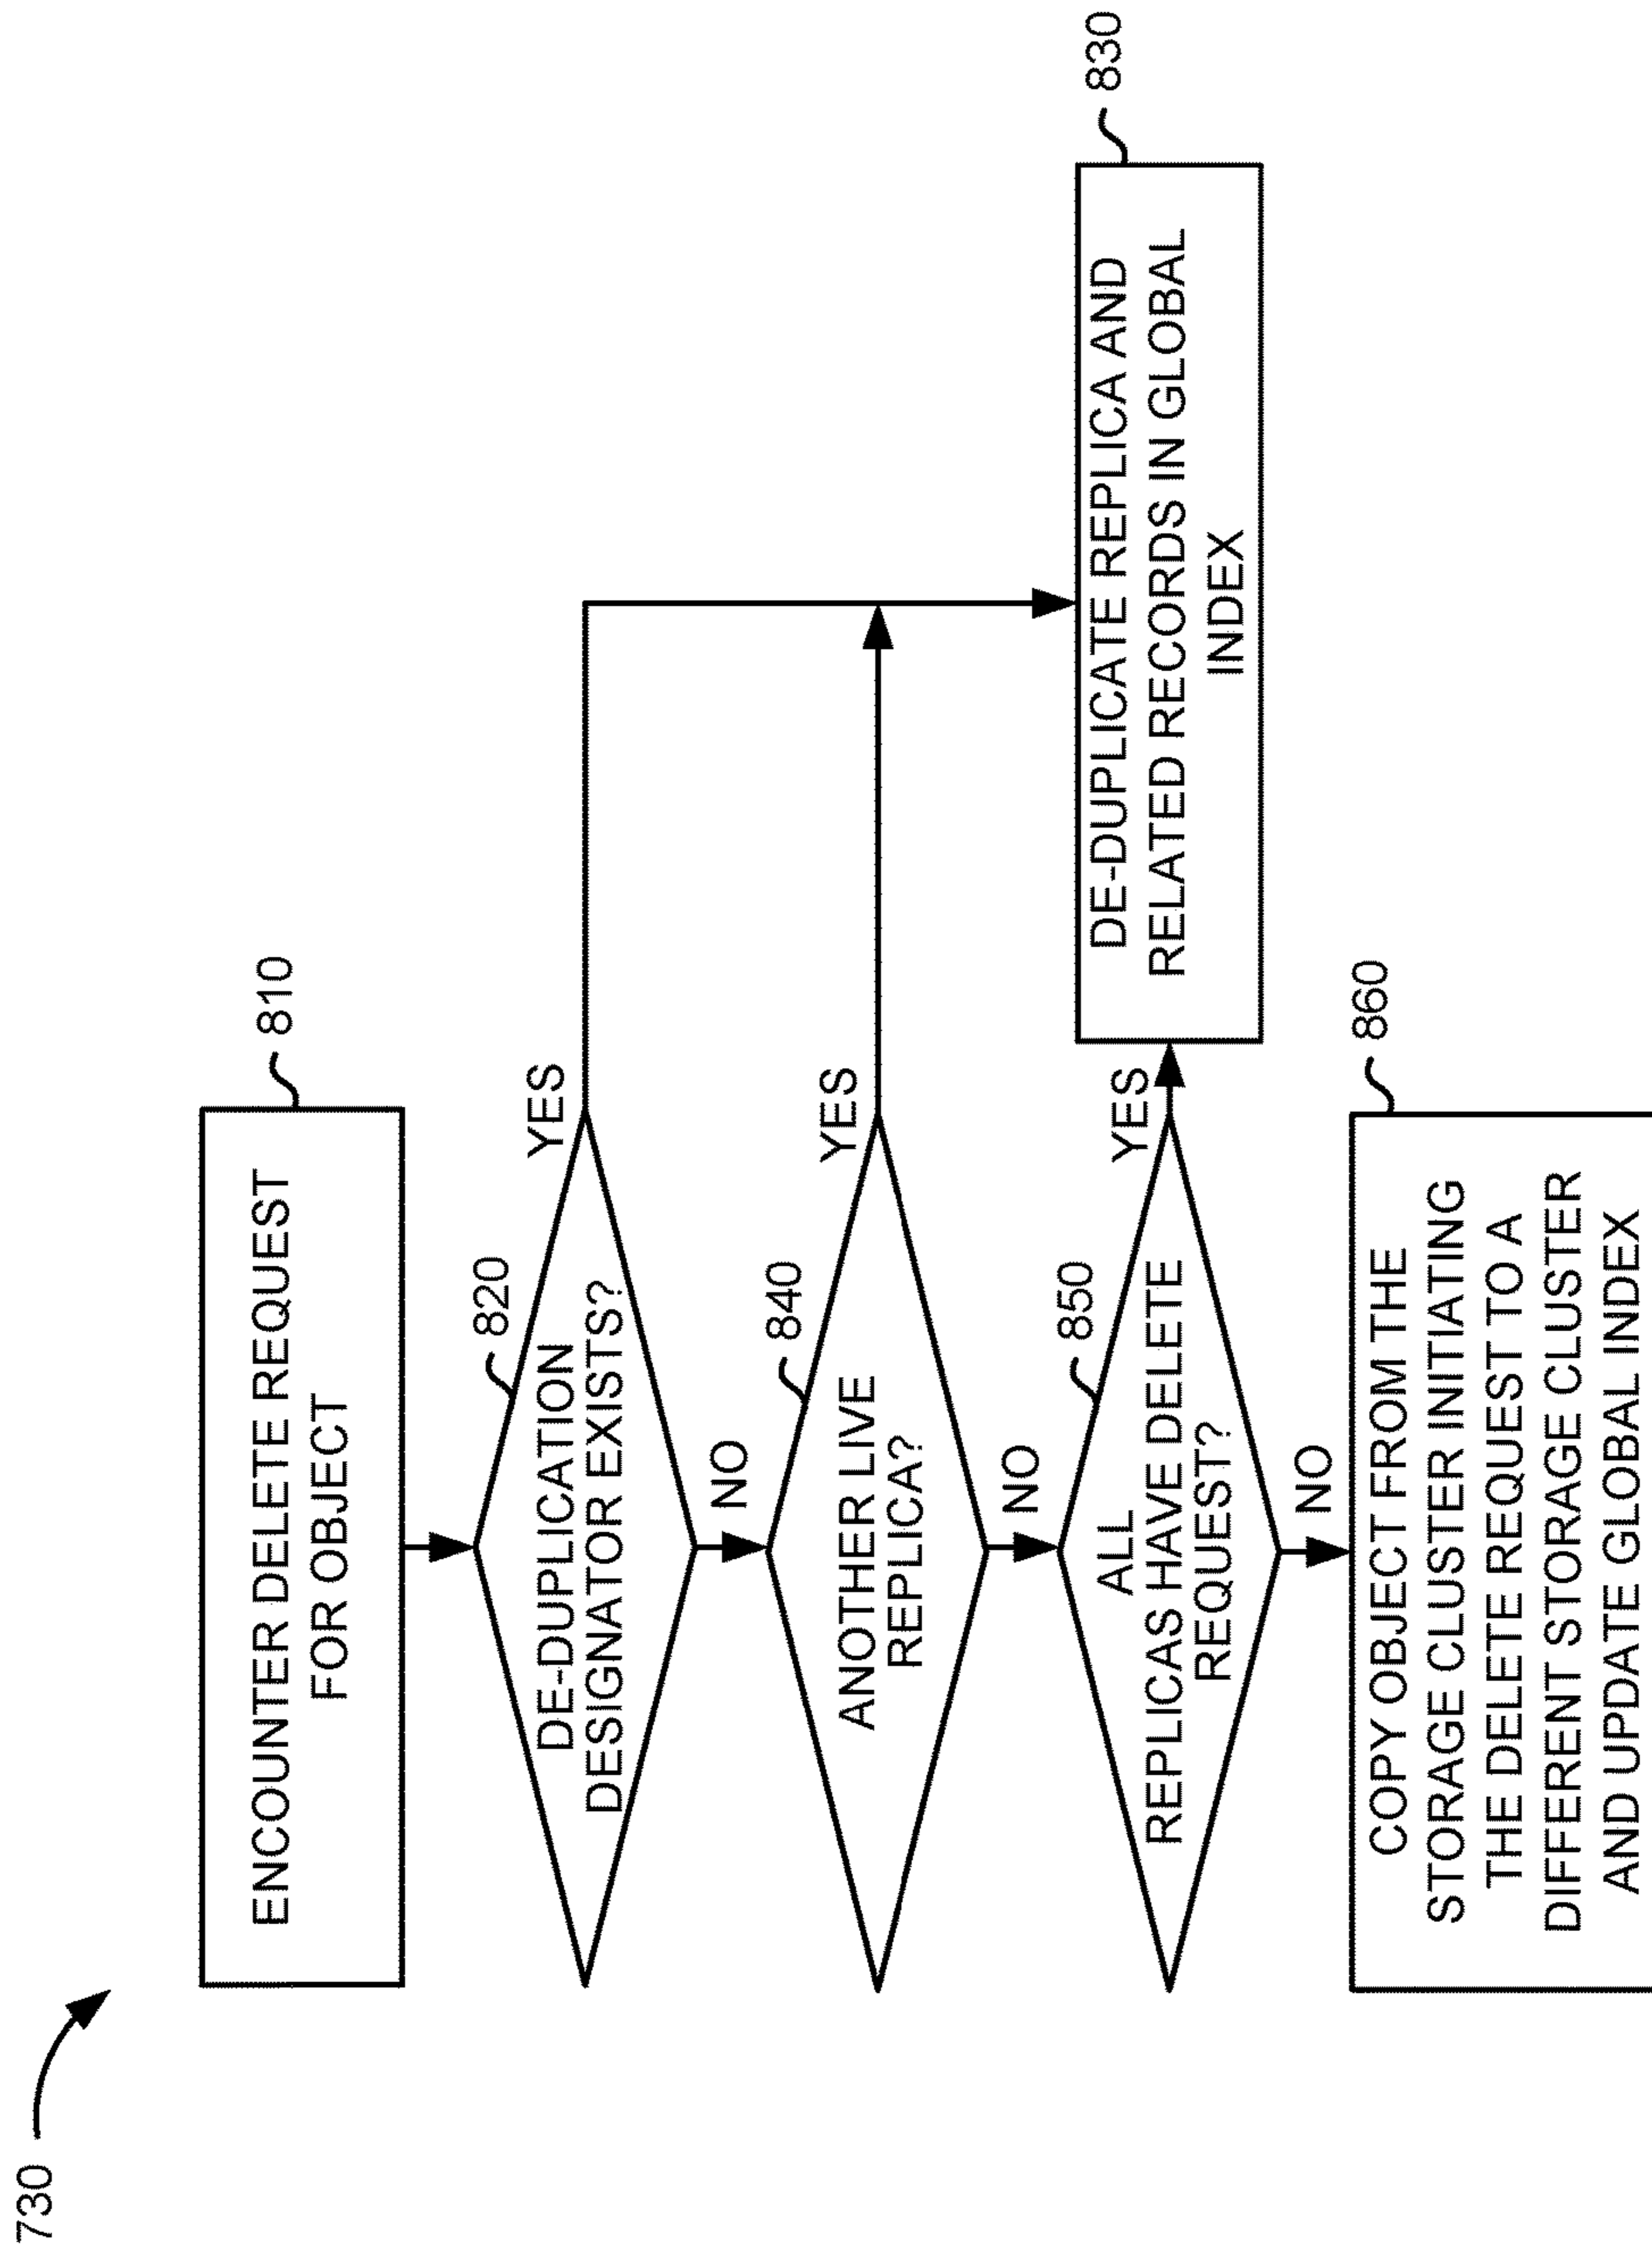 730
ENCOUNTER DELETE REQUEST
FOR OBJECT
810
DE-DUPLICATION
DESIGNATOR EXISTS?
820
YES
NO
ANOTHER LIVE
REPLICA?
840
YES
NO
ALL
REPLICAS HAVE DELETE
REQUEST?
850
YES
NO
DE-DUPLICATE REPLICA AND
RELATED RECORDS IN GLOBAL
INDEX
830
COPY OBJECT FROM THE
STORAGE CLUSTER INITIATING
THE DELETE REQUEST TO A
DIFFERENT STORAGE CLUSTER
AND UPDATE GLOBAL INDEX
860